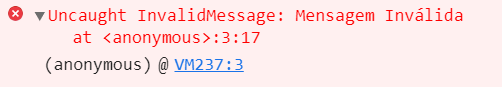 Uncaught InvalidMessage: Mensagem Inválida
at <anonymous>:3:17
(anonymous) @ VM237:3